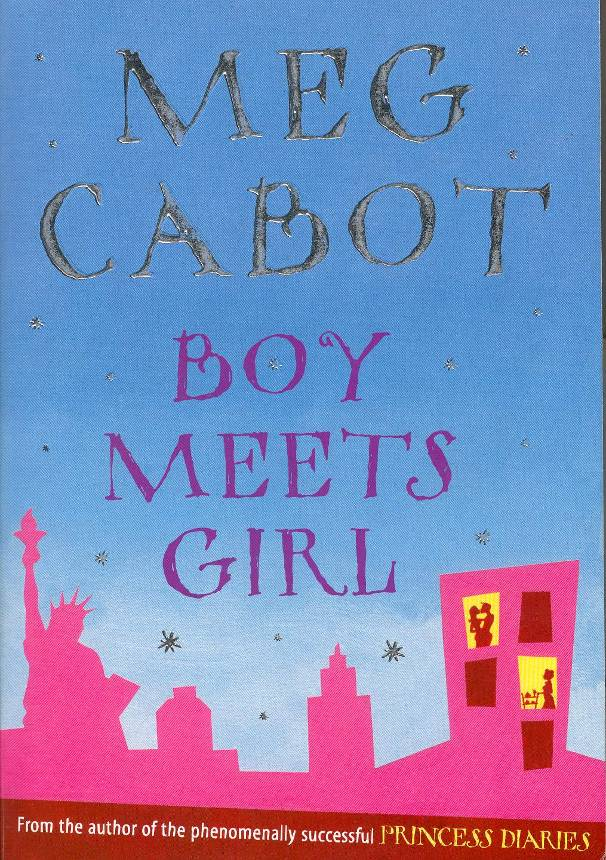 MEG
CABOT
BOY
MEETS
GIRL
From the author of the phenomenally successful PRINCESS DIARIES